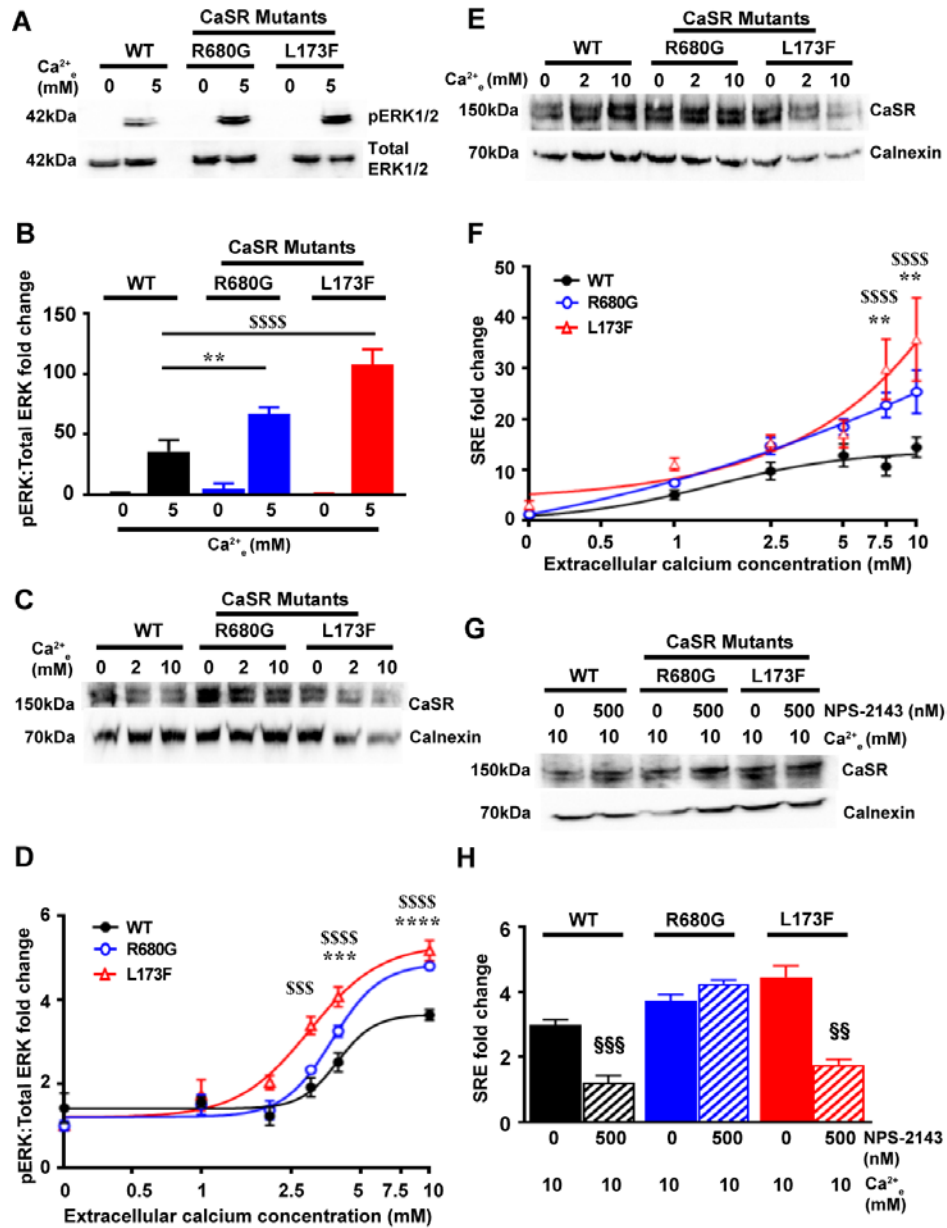 A
CaSR Mutants
WT R680G L173F
Ca²⁺ₑ
(mM) 0 5 0 5 0 5
42kDa pERK1/2
42kDa Total
ERK1/2
B
CaSR Mutants
WT R680G L173F
pERK:Total ERK fold change
150
100
50
0
$$$$
**
0 5 0 5 0 5
Ca²⁺ₑ (mM)
C
CaSR Mutants
WT R680G L173F
Ca²⁺ₑ
(mM) 0 2 10 0 2 10 0 2 10
150kDa CaSR
70kDa Calnexin
D
pERK:Total ERK fold change
6
4
2
0
WT
R680G
L173F
$$$
$$$$
***
$$$$
****
0 1 2.5 5 7.5 10
Extracellular calcium concentration (mM)
E
CaSR Mutants
WT R680G L173F
Ca²⁺ₑ
(mM) 0 2 10 0 2 10 0 2 10
150kDa CaSR
70kDa Calnexin
F
SRE fold change
50
40
30
20
10
0
WT
R680G
L173F
$$$$
**
$$$$
**
0 0.5 1 2.5 5 7.5 10
Extracellular calcium concentration (mM)
G
CaSR Mutants
WT R680G L173F
0 500 0 500 0 500 NPS-2143 (nM)
10 10 10 10 10 10 Ca²⁺ₑ (mM)
150kDa CaSR
70kDa Calnexin
H
WT R680G L173F
SRE fold change
6
4
2
0
§§§
§§
0 500 0 500 0 500 NPS-2143
(nM)
10 10 10 10 10 10 Ca²⁺ₑ
(mM)